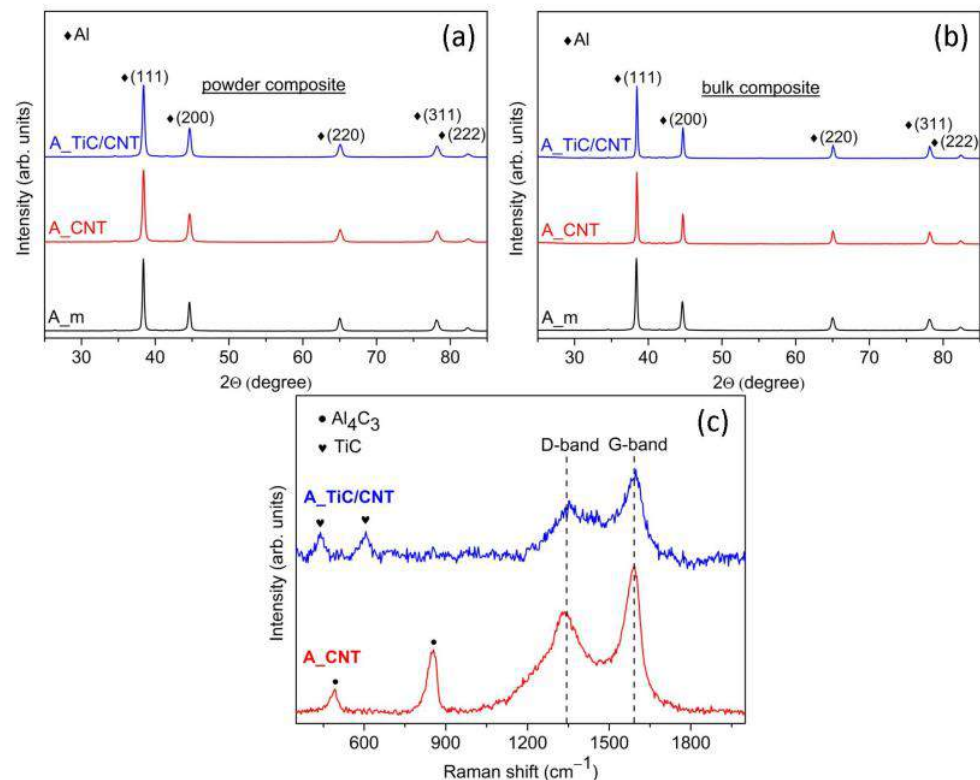 (a)
♦Al
♦(111)
powder composite
♦(200)
♦(220)
♦(311)
♦(222)
A_TiC/CNT
A_CNT
A_m
Intensity (arb. units)
30 40 50 60 70 80
2Θ (degree)
(b)
♦Al
♦(111)
bulk composite
♦(200)
♦(220)
♦(311)
♦(222)
A_TiC/CNT
A_CNT
A_m
Intensity (arb. units)
30 40 50 60 70 80
2Θ (degree)
(c)
● Al₄C₃
♥ TiC
D-band G-band
A_TiC/CNT
A_CNT
Intensity (arb. units)
600 900 1200 1500 1800
Raman shift (cm⁻¹)